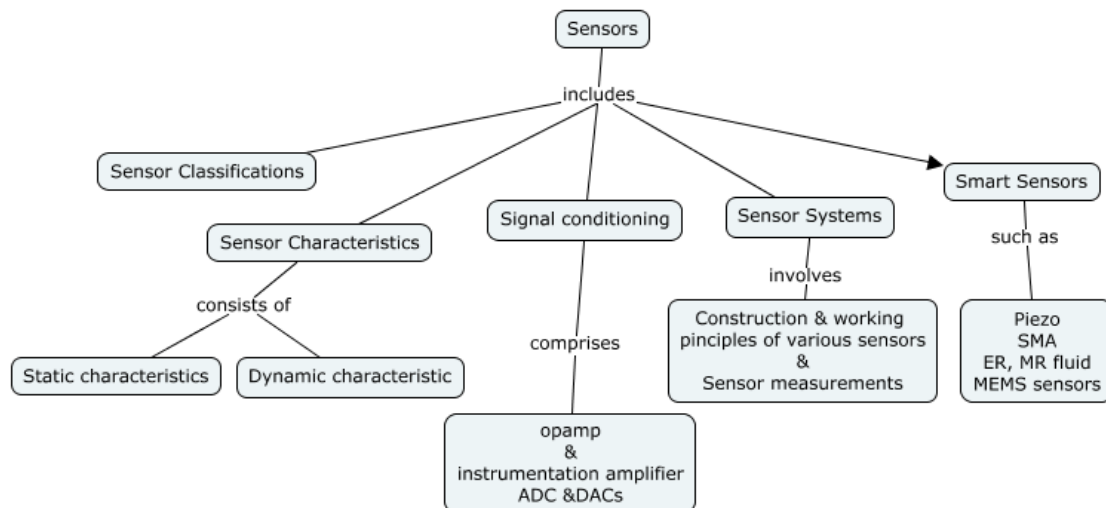 Sensors
includes
Sensor Classifications
Smart Sensors
Signal conditioning
Sensor Systems
Sensor Characteristics
such as
involves
consists of
Construction & working
pinciples of various sensors
&
Sensor measurements
Piezo
SMA
ER, MR fluid
MEMS sensors
comprises
Static characteristics
Dynamic characteristic
opamp
&
instrumentation amplifier
ADC &DACs